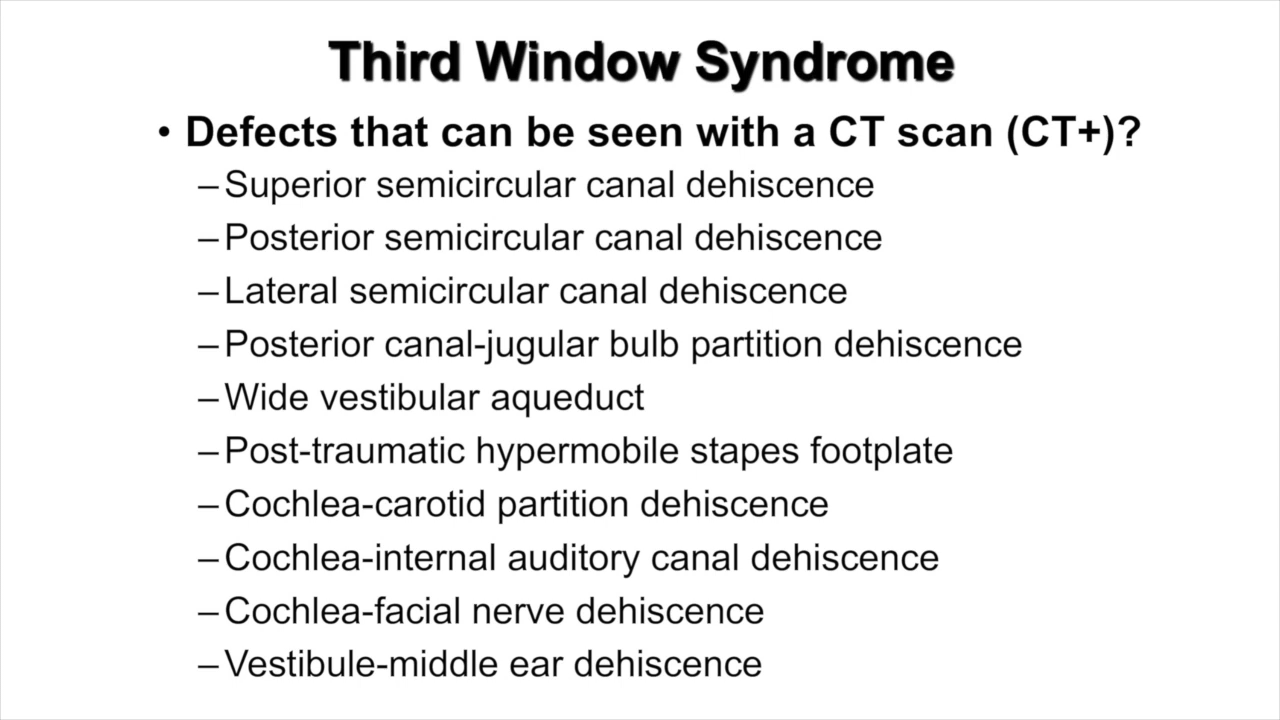 Third Window Syndrome
• Defects that can be seen with a CT scan (CT+)?
–Superior semicircular canal dehiscence
–Posterior semicircular canal dehiscence
–Lateral semicircular canal dehiscence
–Posterior canal-jugular bulb partition dehiscence
–Wide vestibular aqueduct
–Post-traumatic hypermobile stapes footplate
–Cochlea-carotid partition dehiscence
–Cochlea-internal auditory canal dehiscence
–Cochlea-facial nerve dehiscence
–Vestibule-middle ear dehiscence